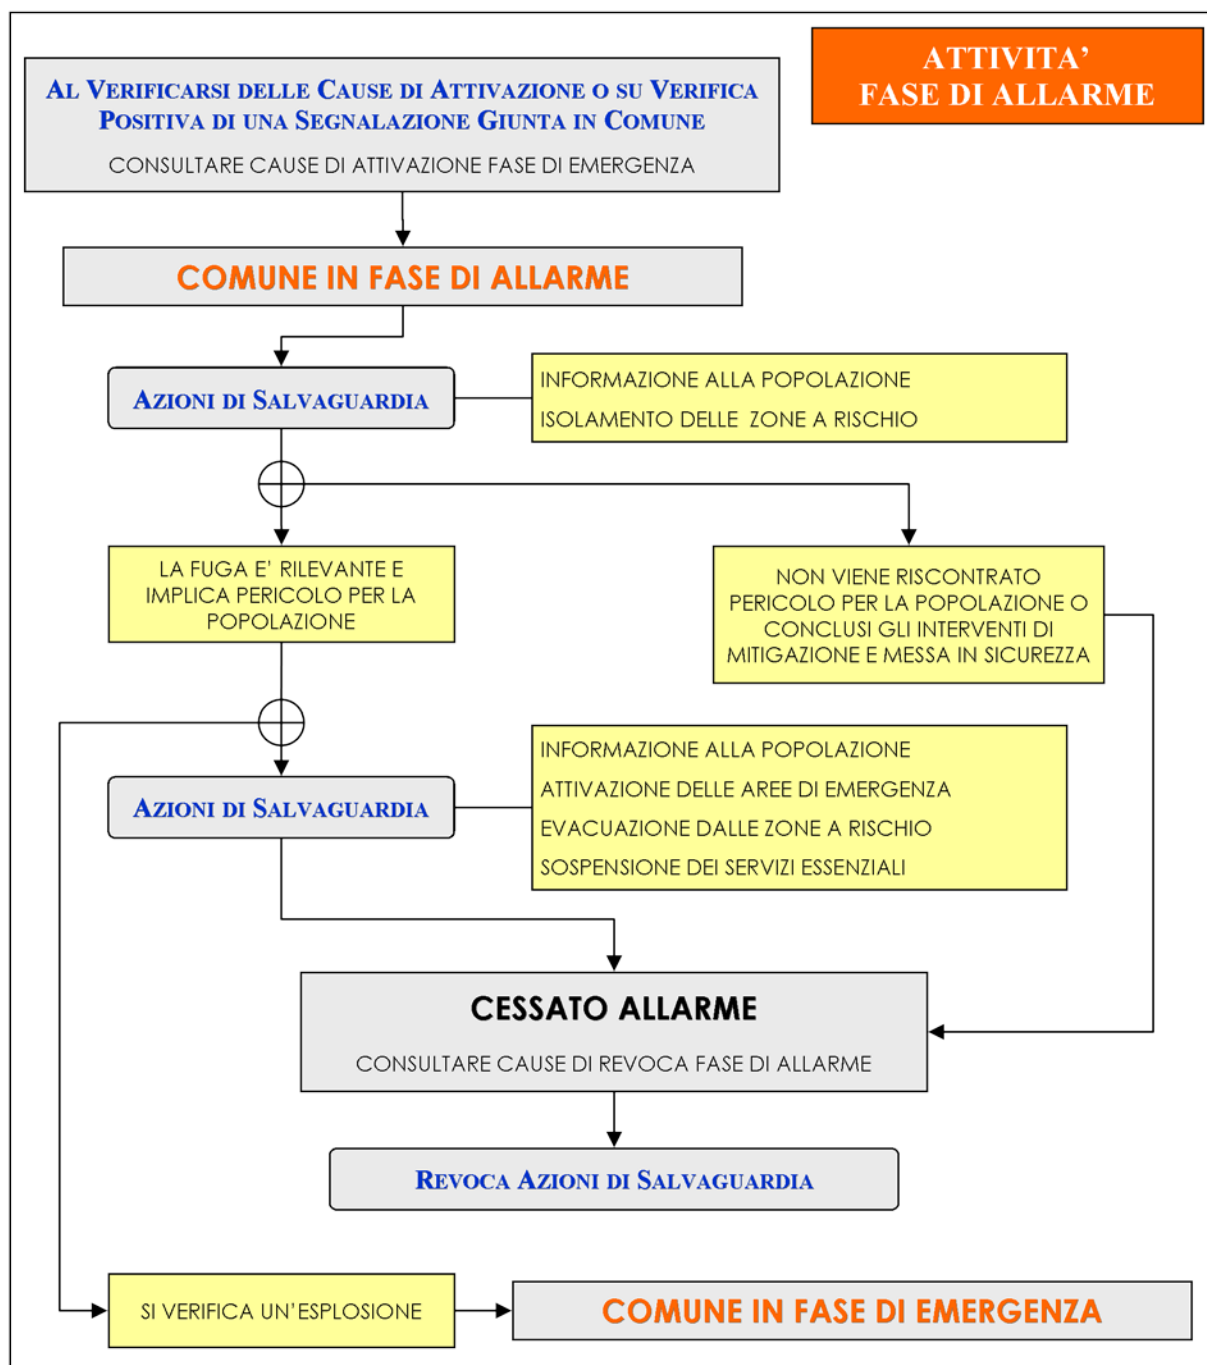 ATTIVITA'
FASE DI ALLARME
AL VERIFICARSI DELLE CAUSE DI ATTIVAZIONE O SU VERIFICA
POSITIVA DI UNA SEGNALAZIONE GIUNTA IN COMUNE
CONSULTARE CAUSE DI ATTIVAZIONE FASE DI EMERGENZA
COMUNE IN FASE DI ALLARME
AZIONI DI SALVAGUARDIA
INFORMAZIONE ALLA POPOLAZIONE
ISOLAMENTO DELLE ZONE A RISCHIO
LA FUGA E' RILEVANTE E
IMPLICA PERICOLO PER LA
POPOLAZIONE
NON VIENE RISCONTRATO
PERICOLO PER LA POPOLAZIONE O
CONCLUSI GLI INTERVENTI DI
MITIGAZIONE E MESSA IN SICUREZZA
AZIONI DI SALVAGUARDIA
INFORMAZIONE ALLA POPOLAZIONE
ATTIVAZIONE DELLE AREE DI EMERGENZA
EVACUAZIONE DALLE ZONE A RISCHIO
SOSPENSIONE DEI SERVIZI ESSENZIALI
CESSATO ALLARME
CONSULTARE CAUSE DI REVOCA FASE DI ALLARME
REVOCA AZIONI DI SALVAGUARDIA
SI VERIFICA UN'ESPLOSIONE
COMUNE IN FASE DI EMERGENZA